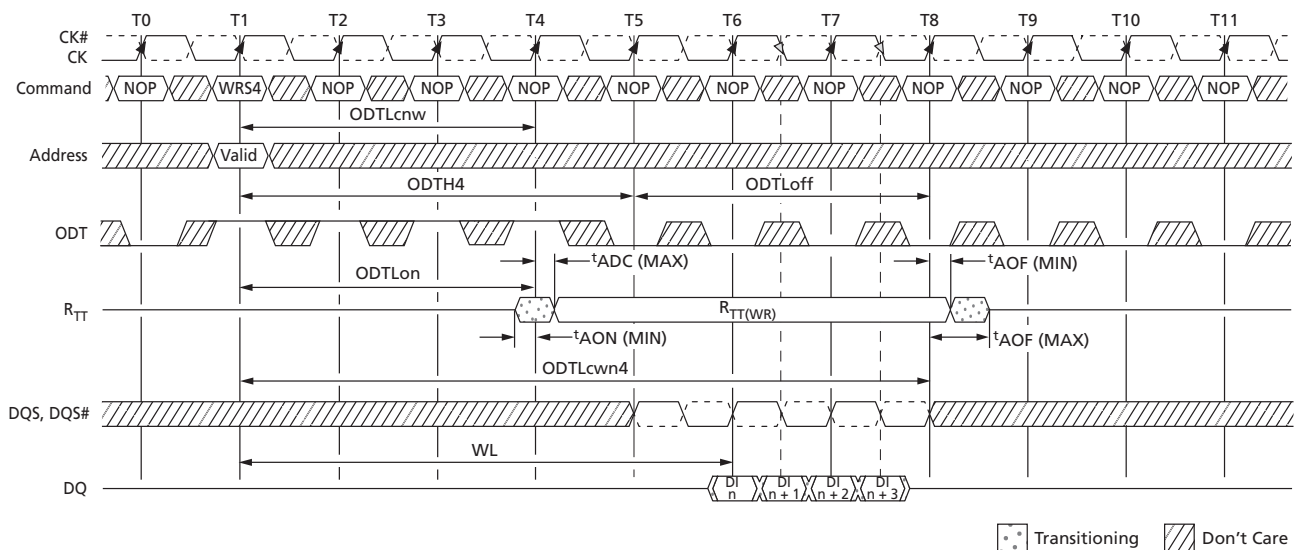 T0 T1 T2 T3 T4 T5 T6 T7 T8 T9 T10 T11
CK#
CK
Command NOP WRS4 NOP NOP NOP NOP NOP NOP NOP NOP NOP NOP
ODTLcnw
Address Valid
ODTH4 ODTLoff
ODT
ODTLon tADC (MAX) tAOF (MIN)
RTT RTT(WR)
tAON (MIN) tAOF (MAX)
ODTLcwn4
DQS, DQS#
WL
DQ DI n DI n + 1 DI n + 2 DI n + 3
Transitioning Don't Care